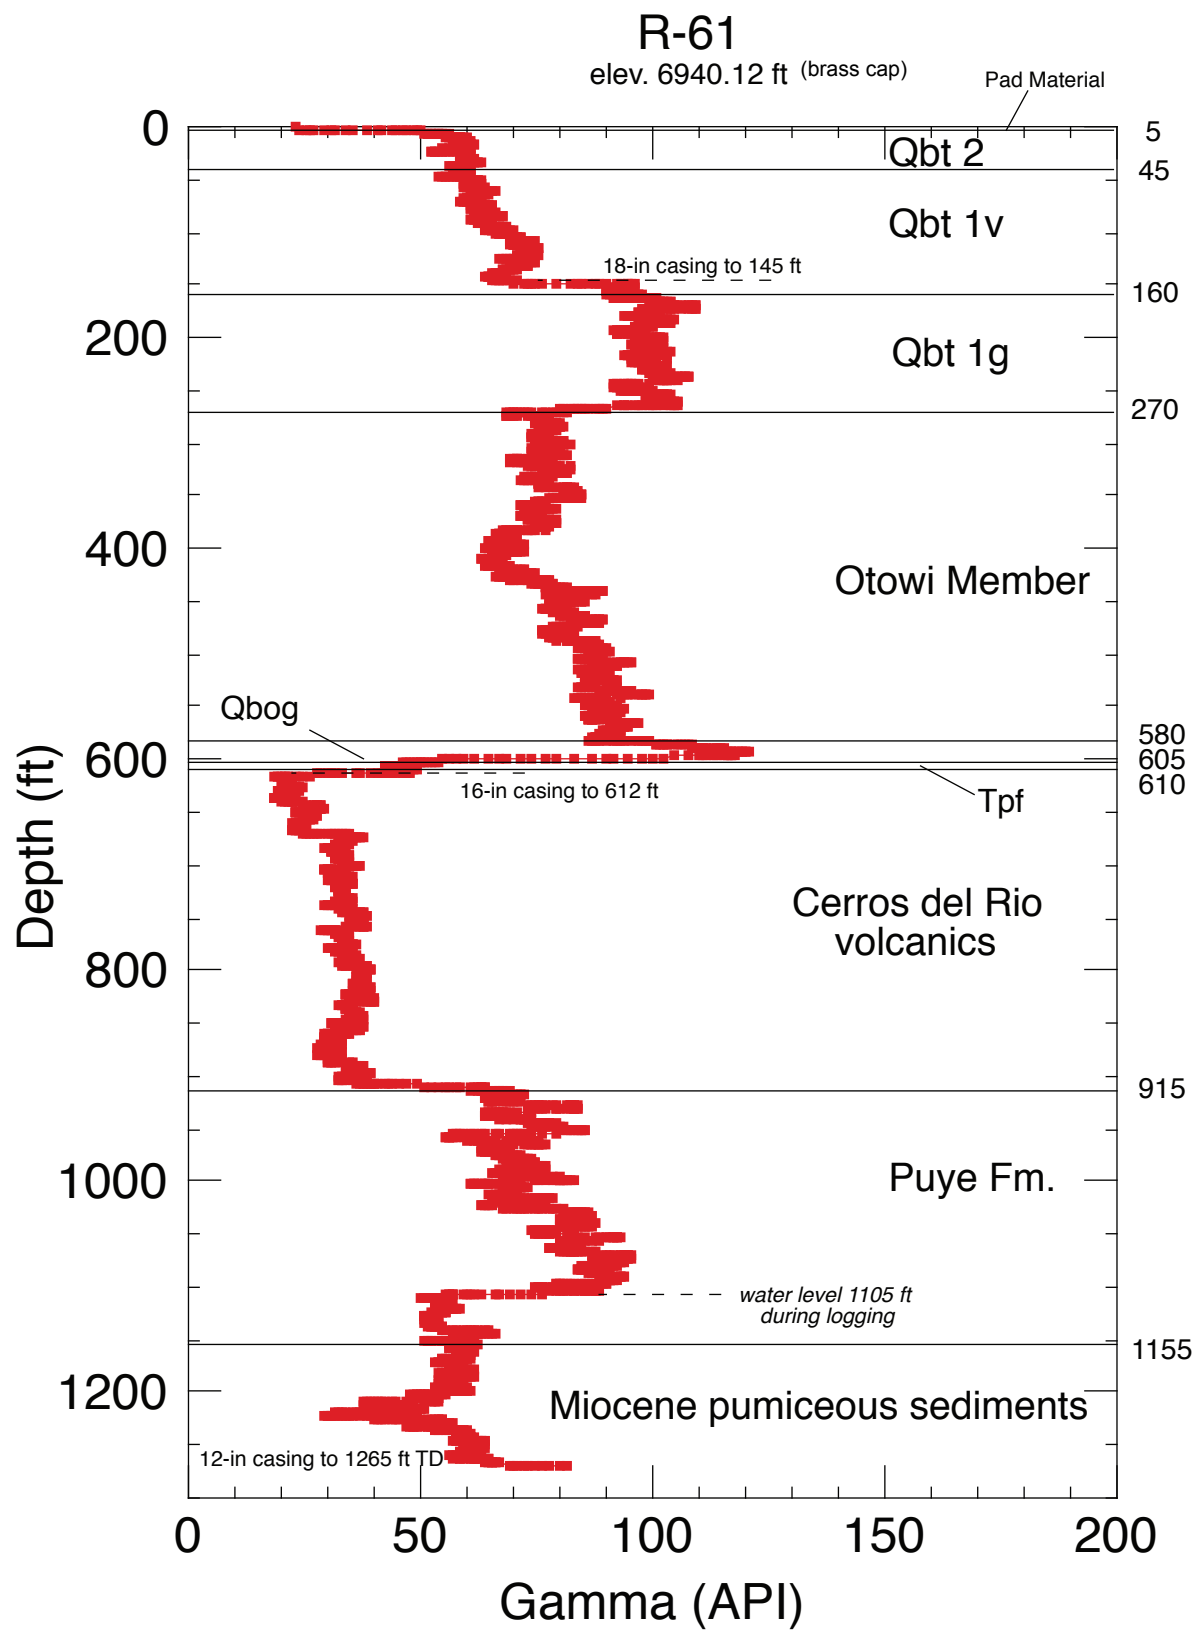 R-61
elev. 6940.12 ft (brass cap)
Pad Material
0
5
Qbt 2
45
Qbt 1v
18-in casing to 145 ft
160
200
Qbt 1g
270
400
Otowi Member
Qbog
580
600
605
610
16-in casing to 612 ft
Tpf
Depth (ft)
Cerros del Rio
volcanics
800
915
1000
Puye Fm.
water level 1105 ft
during logging
1155
1200
Miocene pumiceous sediments
12-in casing to 1265 ft TD
0 50 100 150 200
Gamma (API)